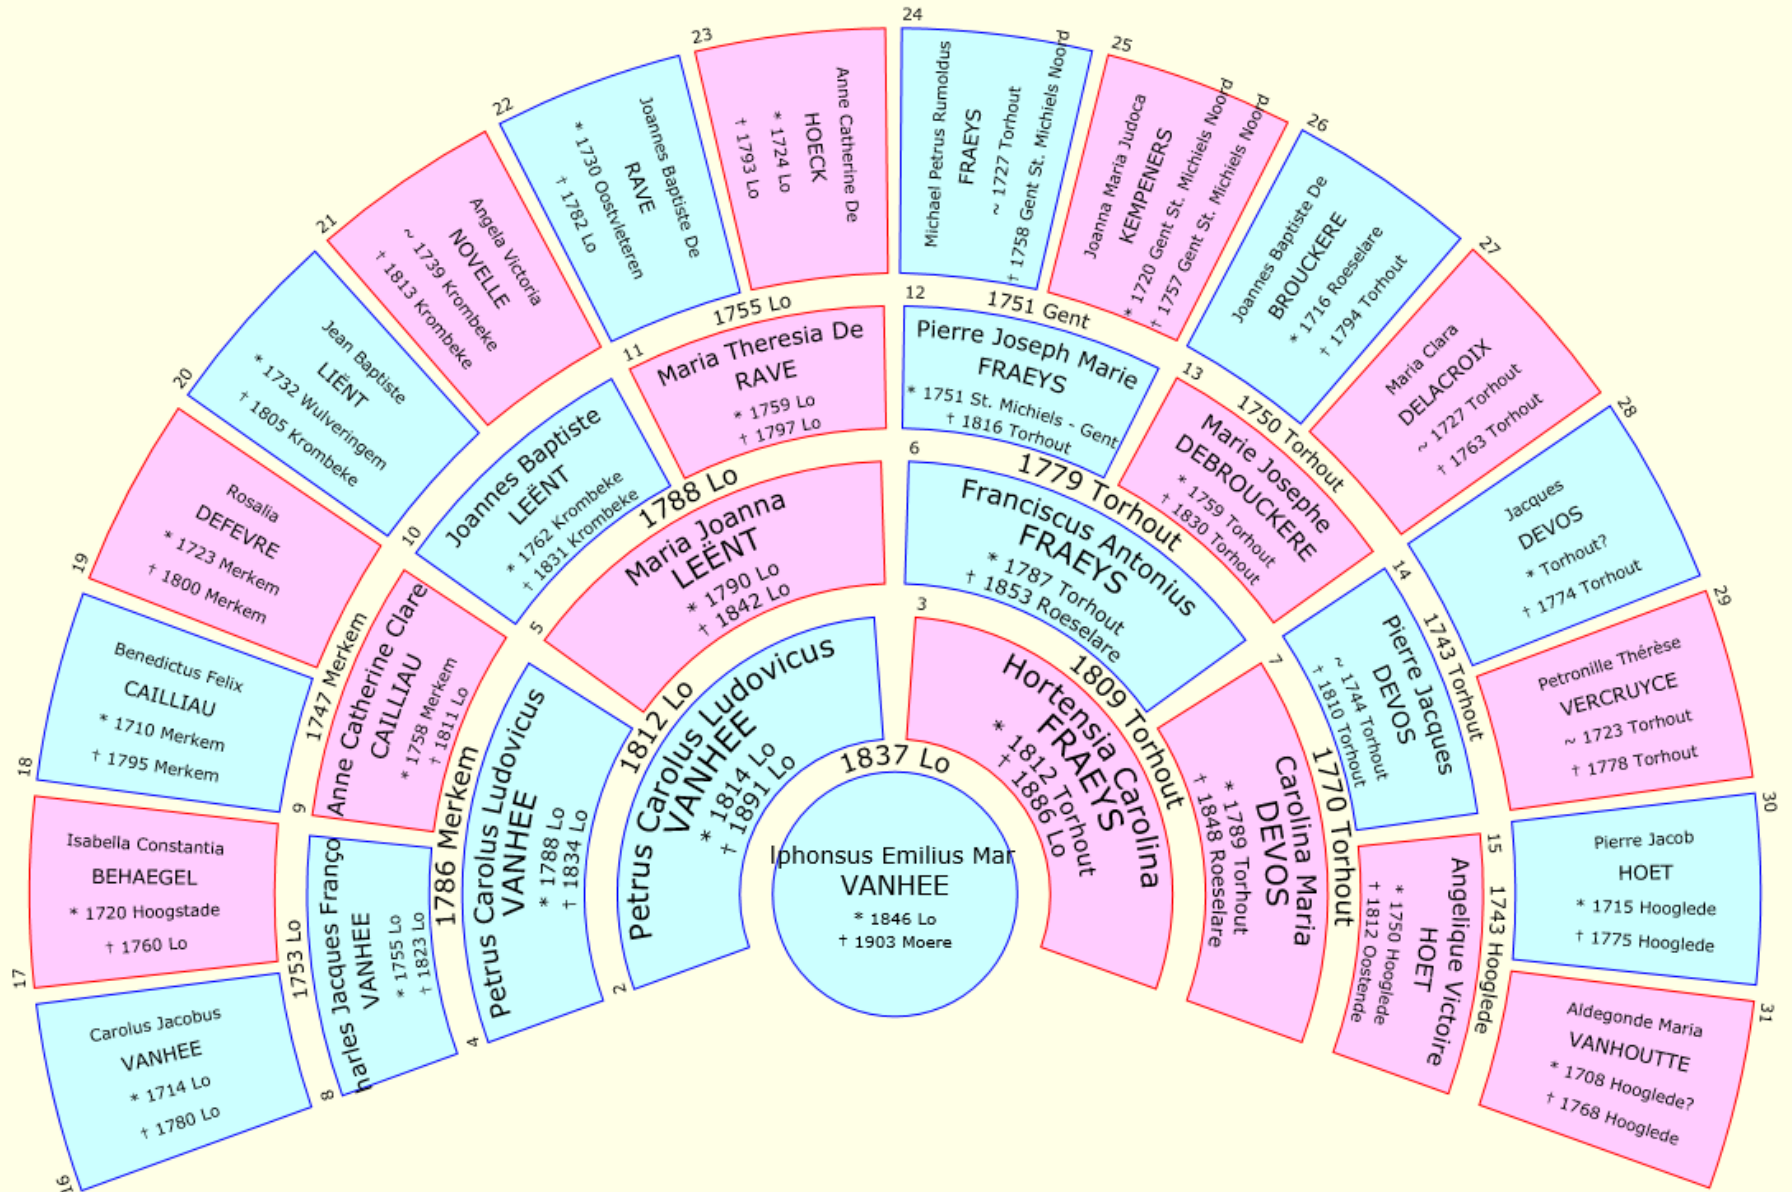 Iphonsus Emilius Mar
VANHEE
* 1846 Lo
† 1903 Moere
1837 Lo
2
Petrus Carolus Ludovicus
VANHEE
* 1814 Lo
† 1891 Lo
3
Hortensia Carolina
FRAEYS
* 1812 Torhout
† 1886 Lo
1812 Lo
1809 Torhout
4
Petrus Carolus Ludovicus
VANHEE
* 1788 Lo
† 1834 Lo
5
Maria Joanna
LEËNT
* 1790 Lo
† 1842 Lo
6
Franciscus Antonius
FRAEYS
* 1787 Torhout
† 1853 Roeselare
7
Carolina Maria
DEVOS
* 1789 Torhout
† 1848 Roeselare
1786 Merkem
1788 Lo
1779 Torhout
1770 Torhout
8
harles Jacques Franço
VANHEE
* 1755 Lo
† 1823 Lo
9
Anne Catherine Clare
CAILLIAU
* 1758 Merkem
† 1811 Lo
10
Joannes Baptiste
LEËNT
* 1762 Krombeke
† 1831 Krombeke
11
Maria Theresia De
RAVE
* 1759 Lo
† 1797 Lo
12
Pierre Joseph Marie
FRAEYS
* 1751 St. Michiels - Gent
† 1816 Torhout
13
Marie Josephe
DEBROUCKERE
* 1759 Torhout
† 1830 Torhout
14
Pierre Jacques
DEVOS
~ 1744 Torhout
† 1810 Torhout
15
Angelique Victoire
HOET
* 1750 Hooglede
† 1812 Oostende
1753 Lo
1747 Merkem
1755 Lo
1751 Gent
1750 Torhout
1743 Torhout
1743 Hooglede
16
Carolus Jacobus
VANHEE
* 1714 Lo
† 1780 Lo
17
Isabella Constantia
BEHAEGEL
* 1720 Hoogstade
† 1760 Lo
18
Benedictus Felix
CAILLIAU
* 1710 Merkem
† 1795 Merkem
19
Rosalia
DEFEVRE
* 1723 Merkem
† 1800 Merkem
20
Jean Baptiste
LIËNT
* 1732 Wulveringem
† 1805 Krombeke
21
Angela Victoria
NOVELLE
~ 1739 Krombeke
† 1813 Krombeke
22
Joannes Baptiste De
RAVE
* 1730 Oostvleteren
† 1782 Lo
23
Anne Catherine De
HOECK
* 1724 Lo
† 1793 Lo
24
Michael Petrus Rumoldus
FRAEYS
~ 1727 Torhout
† 1758 Gent St. Michiels Noord
25
Joanna Maria Judoca
KEMPENERS
* 1720 Gent St. Michiels Noord
† 1757 Gent St. Michiels Noord
26
Joannes Baptiste De
BROUCKERE
* 1716 Roeselare
† 1794 Torhout
27
Maria Clara
DELACROIX
~ 1727 Torhout
† 1763 Torhout
28
Jacques
DEVOS
* Torhout?
† 1774 Torhout
29
Petronille Thérèse
VERCRUYCE
~ 1723 Torhout
† 1778 Torhout
30
Pierre Jacob
HOET
* 1715 Hooglede
† 1775 Hooglede
31
Aldegonde Maria
VANHOUTTE
* 1708 Hooglede?
† 1768 Hooglede